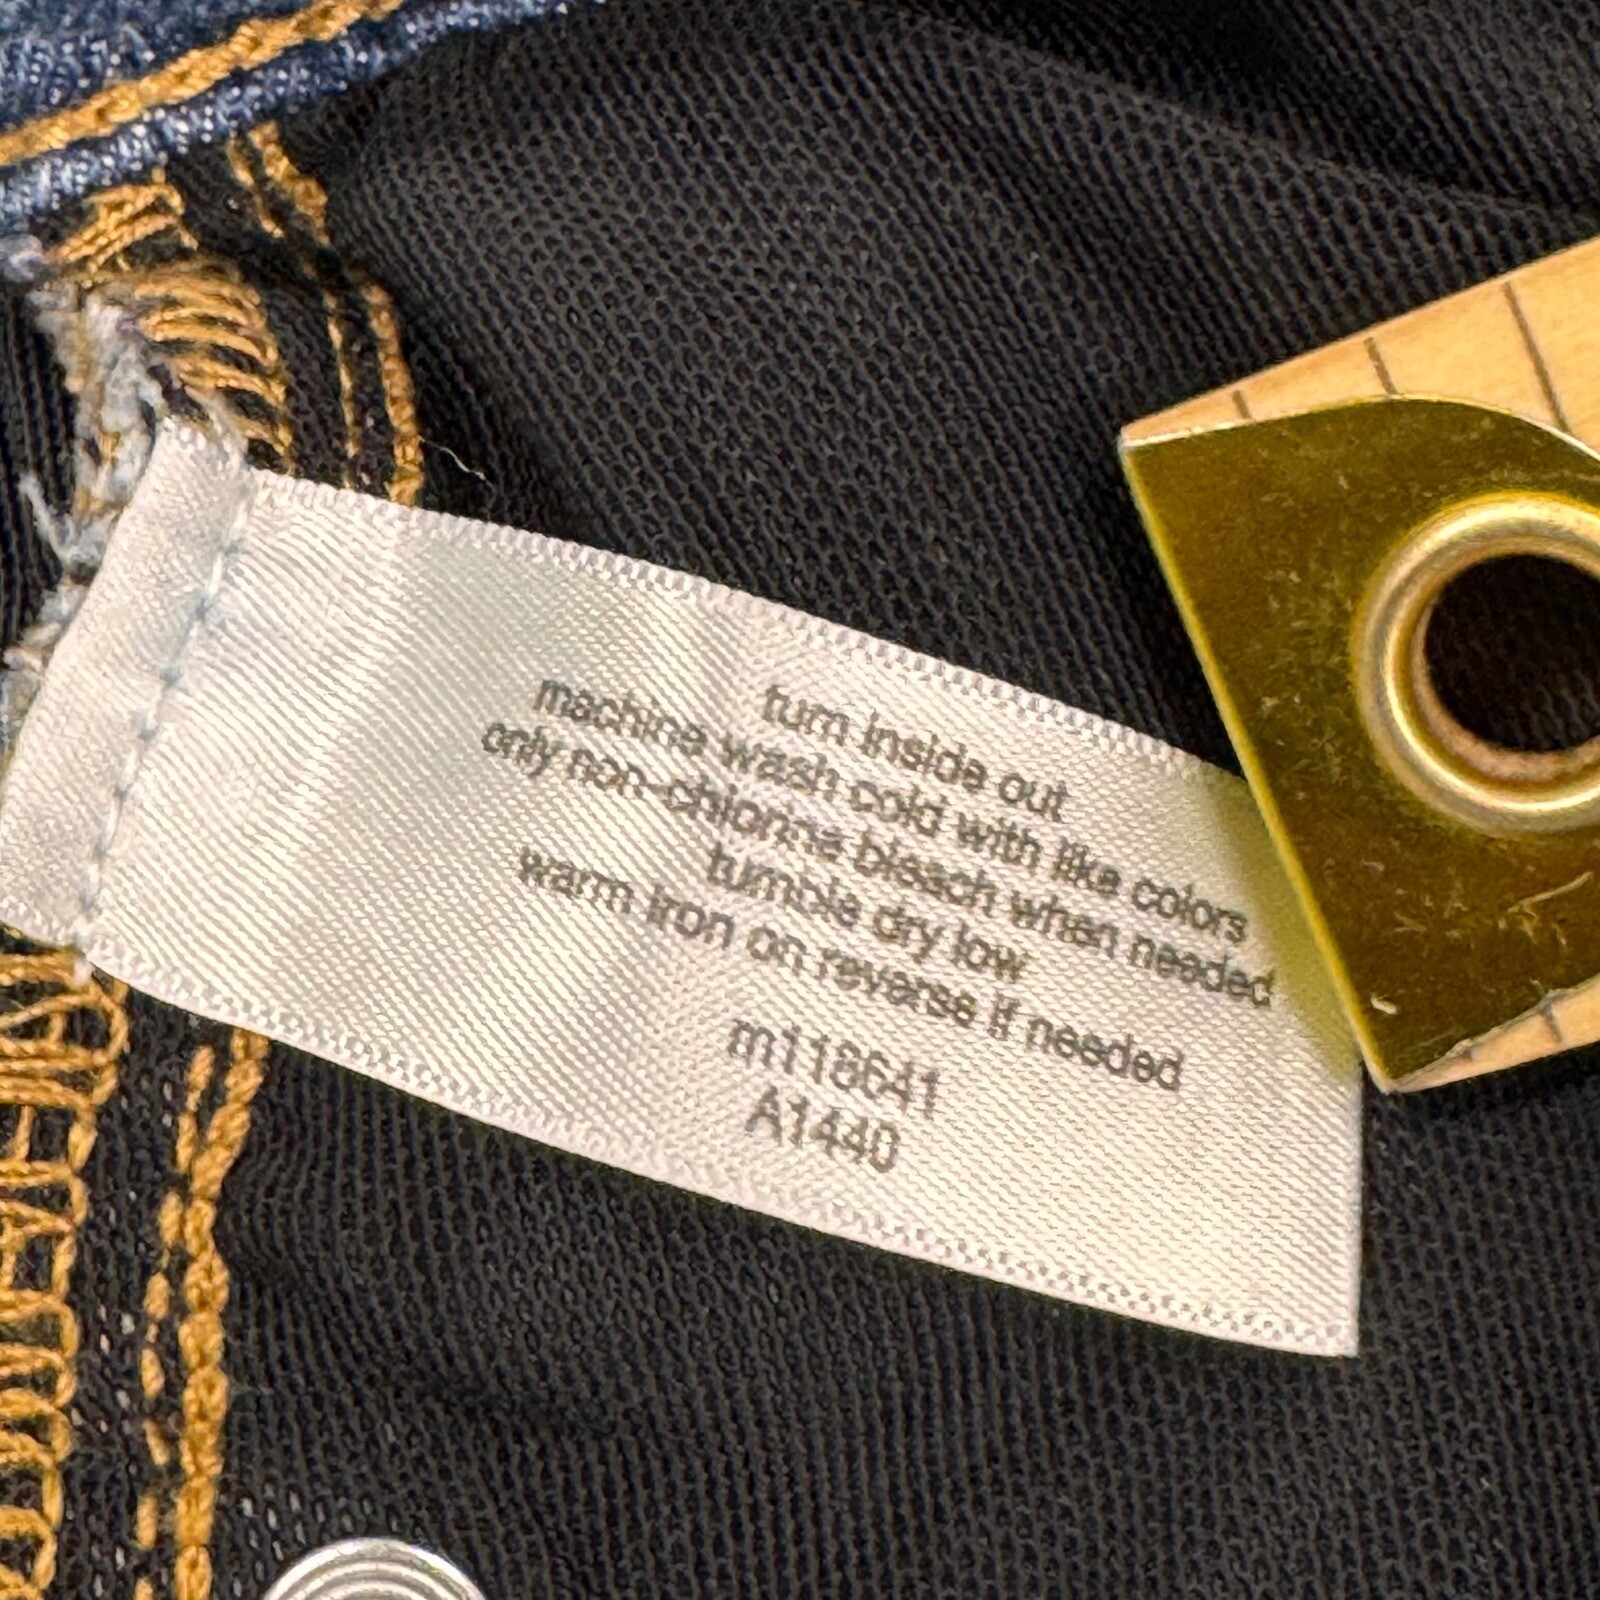 turn inside out
machine wash cold with like colors
only non-chlorine bleach when needed
tumble dry low
warm iron on reverse if needed
m118641
A1440